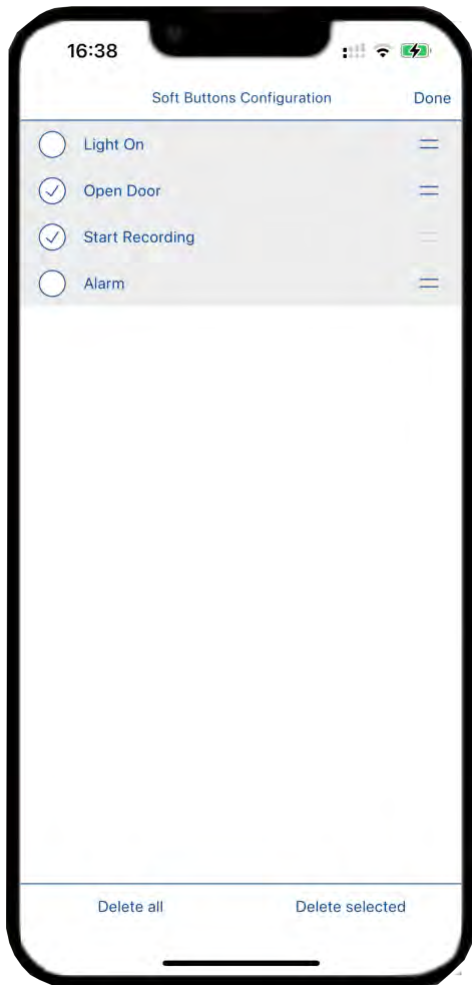 16:38
Soft Buttons Configuration Done
Light On
Open Door
Start Recording
Alarm
Delete all Delete selected